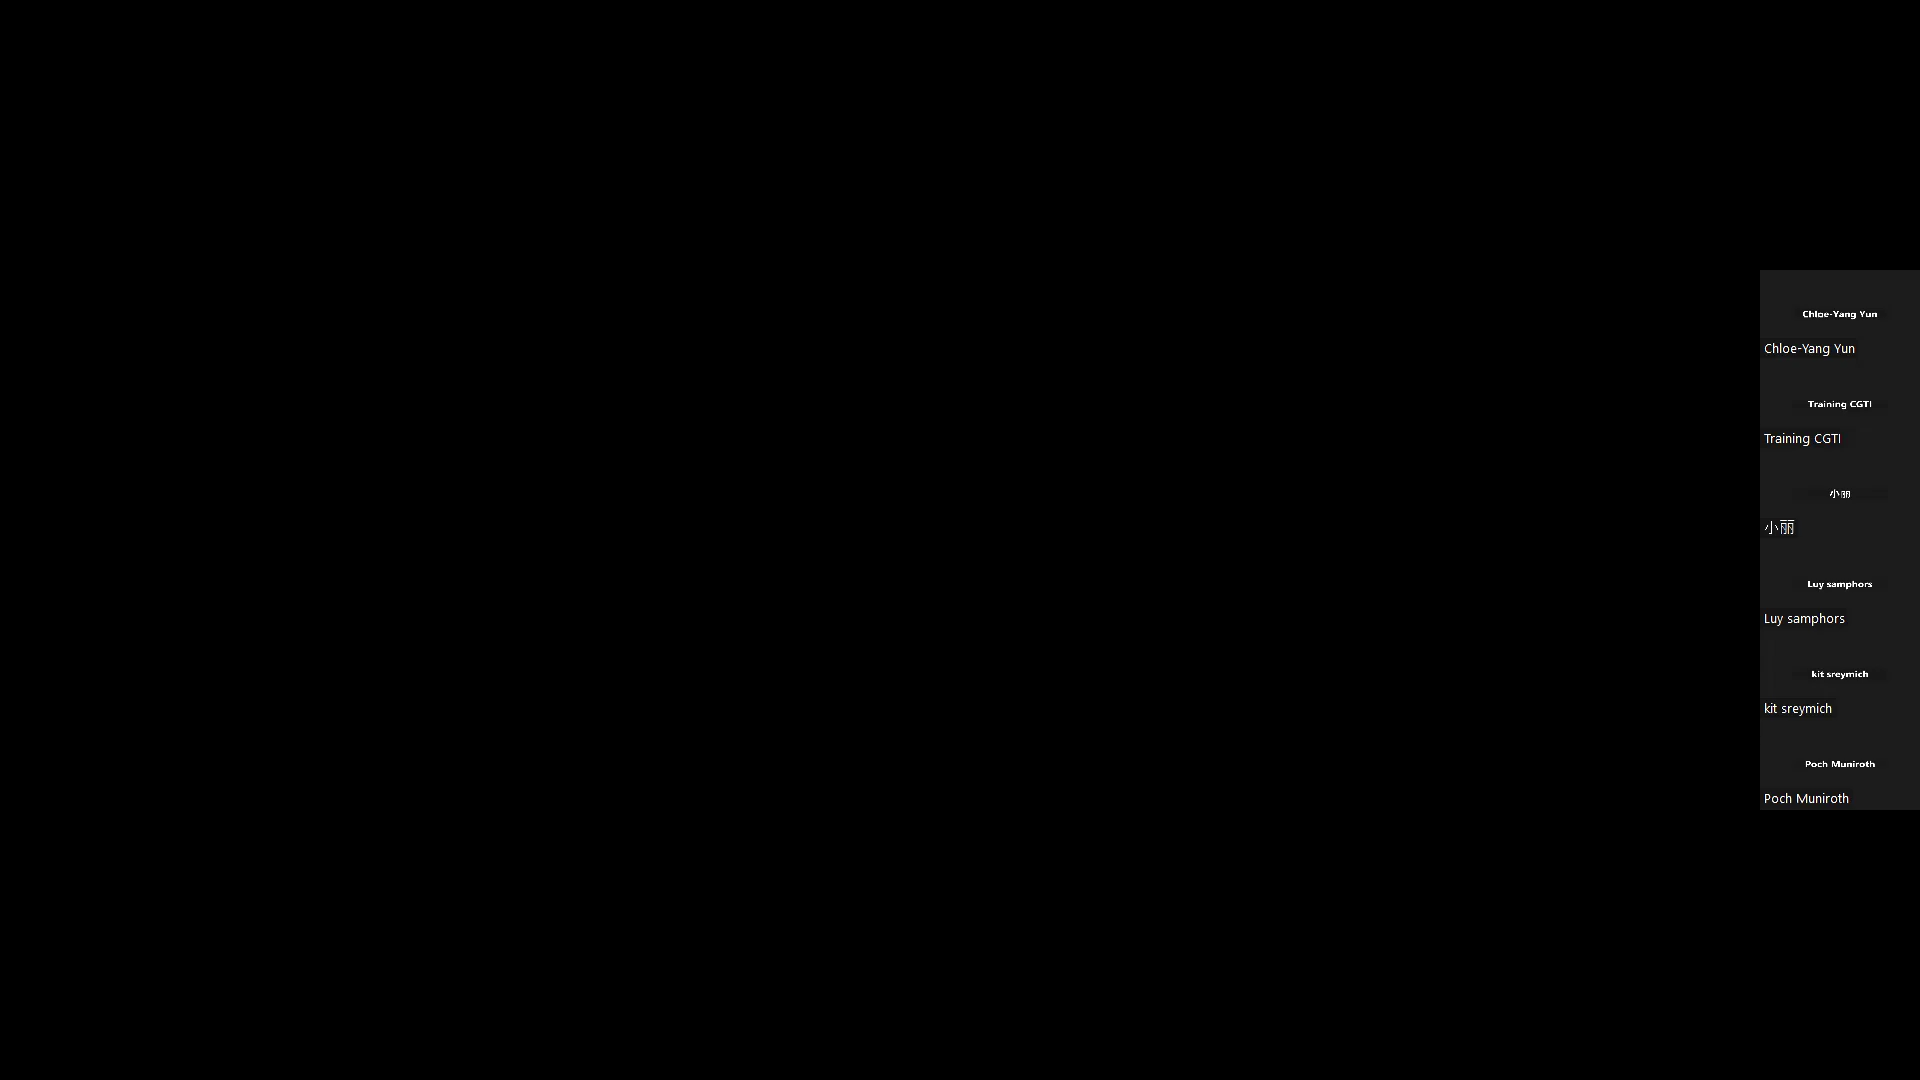 Chloe-Yang Yun
Chloe-Yang Yun
Training CGTI
Training CGTI
小丽
小丽
Luy samphors
Luy samphors
kit sreymich
kit sreymich
Poch Muniroth
Poch Muniroth